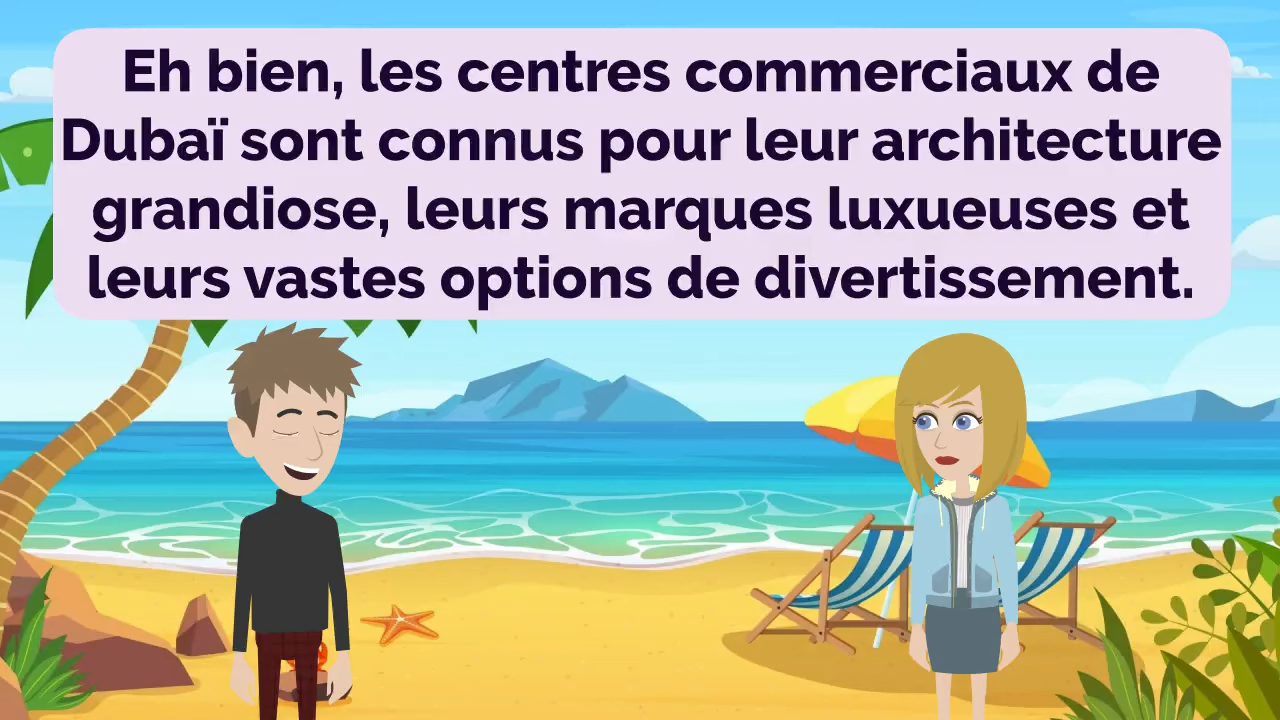 Eh bien, les centres commerciaux de
Dubaï sont connus pour leur architecture
grandiose, leurs marques luxueuses et
leurs vastes options de divertissement.